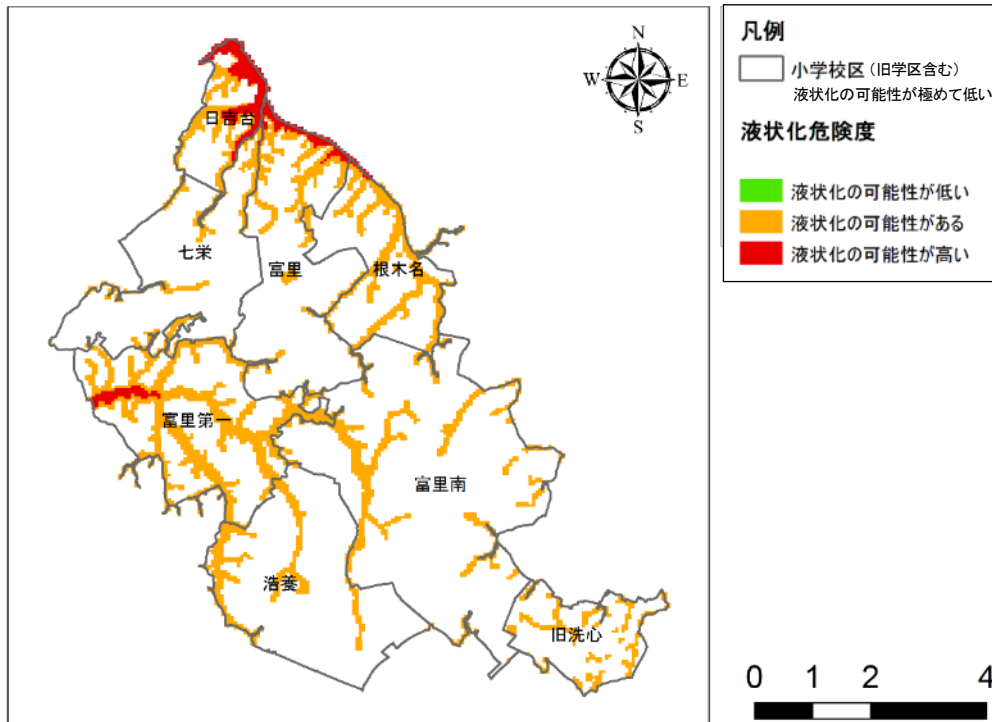 N
W
E
S
日吉台
七栄
富里
根木名
富里第一
富里南
浩養
旧洗心
凡例
小学校区（旧学区含む）
液状化の可能性が極めて低い
液状化危険度
液状化の可能性が低い
液状化の可能性がある
液状化の可能性が高い
0 1 2 4